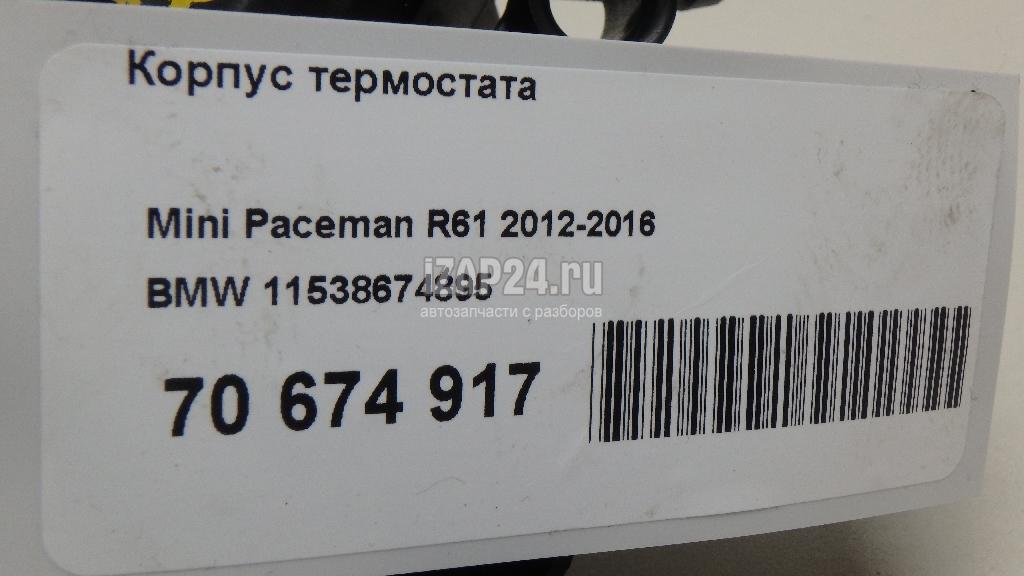 Корпус термостата
Mini Paceman R61 2012-2016
BMW 11538674895
iZAP24.ru
автозапчасти с разборов
70 674 917